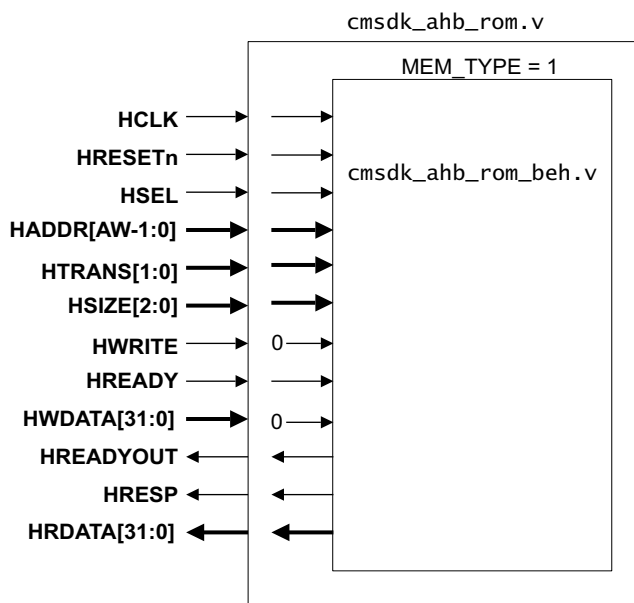 cmsdk_ahb_rom.v
MEM_TYPE = 1
HCLK
HRESETn
cmsdk_ahb_rom_beh.v
HSEL
HADDR[AW-1:0]
HTRANS[1:0]
HSIZE[2:0]
HWRITE 0
HREADY
HWDATA[31:0] 0
HREADYOUT
HRESP
HRDATA[31:0]